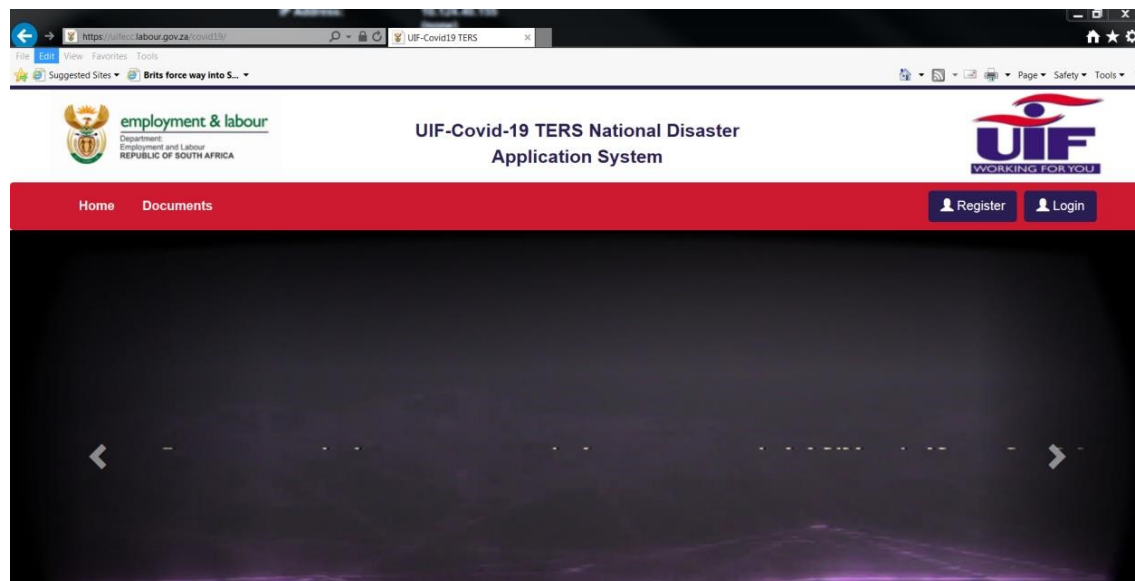 IP Address:
https://uifecc.labour.gov.za/covid19/
UIF-Covid19 TERS
File Edit View Favorites Tools
Suggested Sites
Brits force way into S...
Page Safety Tools
employment & labour
Department:
Employment and Labour
REPUBLIC OF SOUTH AFRICA
UIF-Covid-19 TERS National Disaster
Application System
UIF
WORKING FOR YOU
Home Documents
Register Login